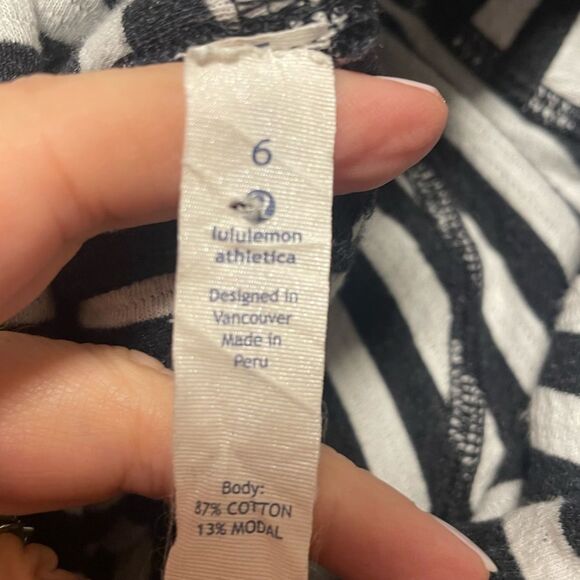 6
lululemon
athletica
Designed in
Vancouver
Made in
Peru
Body:
87% COTTON
13% MODAL